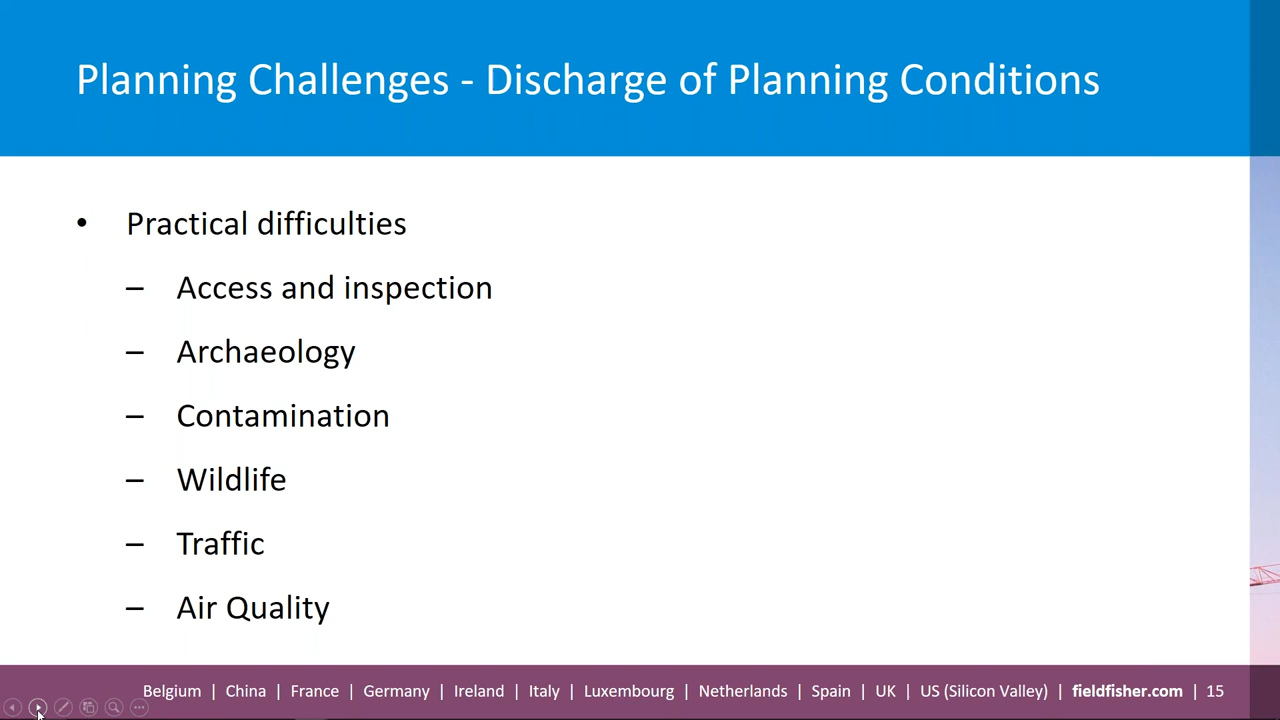 Planning Challenges - Discharge of Planning Conditions
• Practical difficulties
– Access and inspection
– Archaeology
– Contamination
– Wildlife
– Traffic
– Air Quality
Belgium | China | France | Germany | Ireland | Italy | Luxembourg | Netherlands | Spain | UK | US (Silicon Valley) | fieldfisher.com | 15